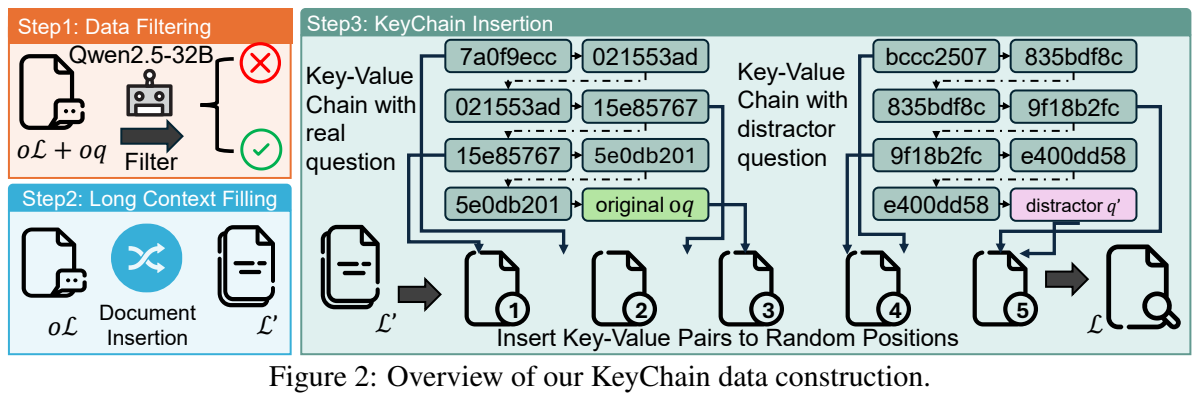 Step1: Data Filtering
Qwen2.5-32B
oℒ + oq
Filter
Step2: Long Context Filling
oℒ
Document
Insertion
ℒ'
Step3: KeyChain Insertion
Key-Value
Chain with
real
question
7a0f9ecc 021553ad
021553ad 15e85767
15e85767 5e0db201
5e0db201 original oq
Key-Value
Chain with
distractor
question
bccc2507 835bdf8c
835bdf8c 9f18b2fc
9f18b2fc e400dd58
e400dd58 distractor q'
ℒ'
1 2 3 4 5
ℒ
Insert Key-Value Pairs to Random Positions
Figure 2: Overview of our KeyChain data construction.